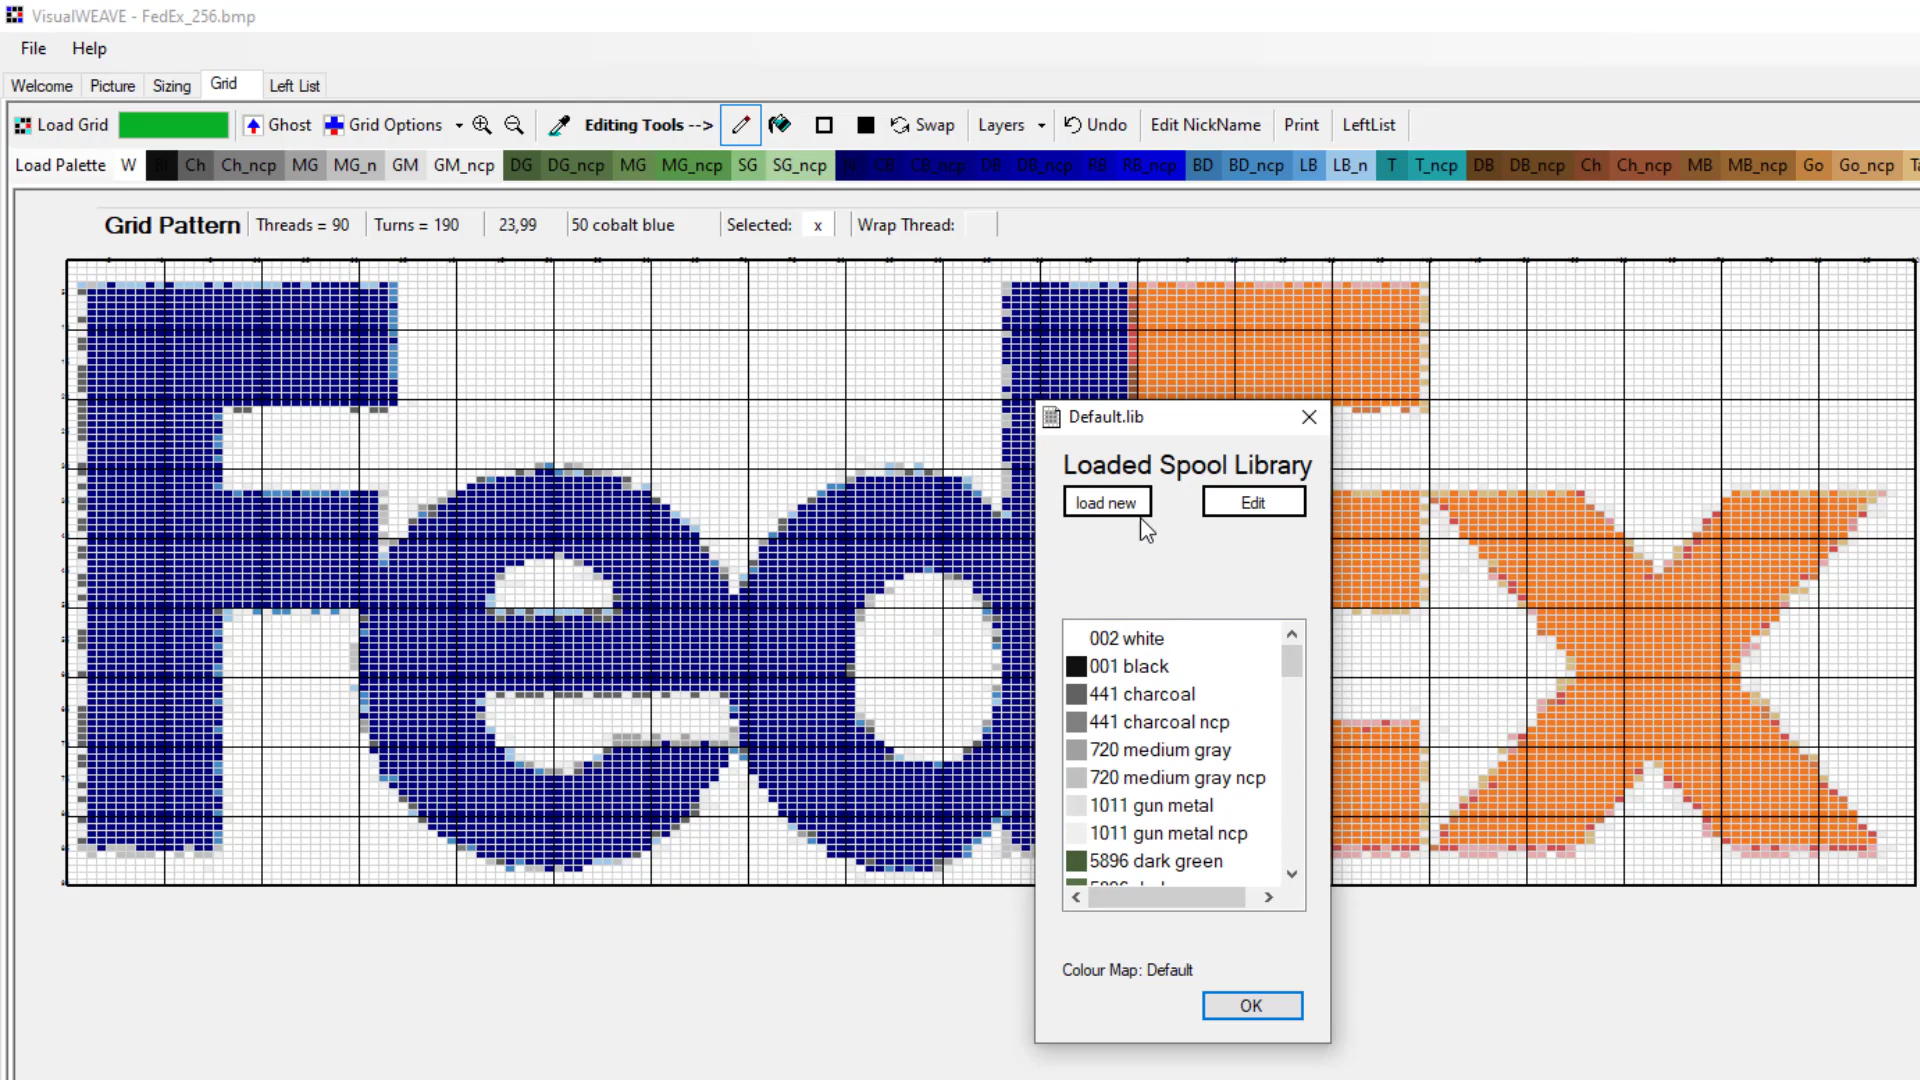 VisualWEAVE - FedEx_256.bmp
File Help
Welcome Picture Sizing Grid Left List
Load Grid Ghost Grid Options Editing Tools --> Swap Layers Undo Edit NickName Print LeftList
Load Palette W Ch Ch_ncp MG MG_n GM GM_ncp DG DG_ncp MG MG_ncp SG SG_ncp CB CB_ncp DB DB_ncp RB RB_ncp BD BD_ncp LB LB_n T T_ncp DB DB_ncp Ch Ch_ncp MB MB_ncp Go Go_ncp
Grid Pattern Threads = 90 Turns = 190 23,99 50 cobalt blue Selected: x Wrap Thread:
FedEx
Default.lib
Loaded Spool Library
load new Edit
002 white
001 black
441 charcoal
441 charcoal ncp
720 medium gray
720 medium gray ncp
1011 gun metal
1011 gun metal ncp
5896 dark green
Colour Map: Default
OK